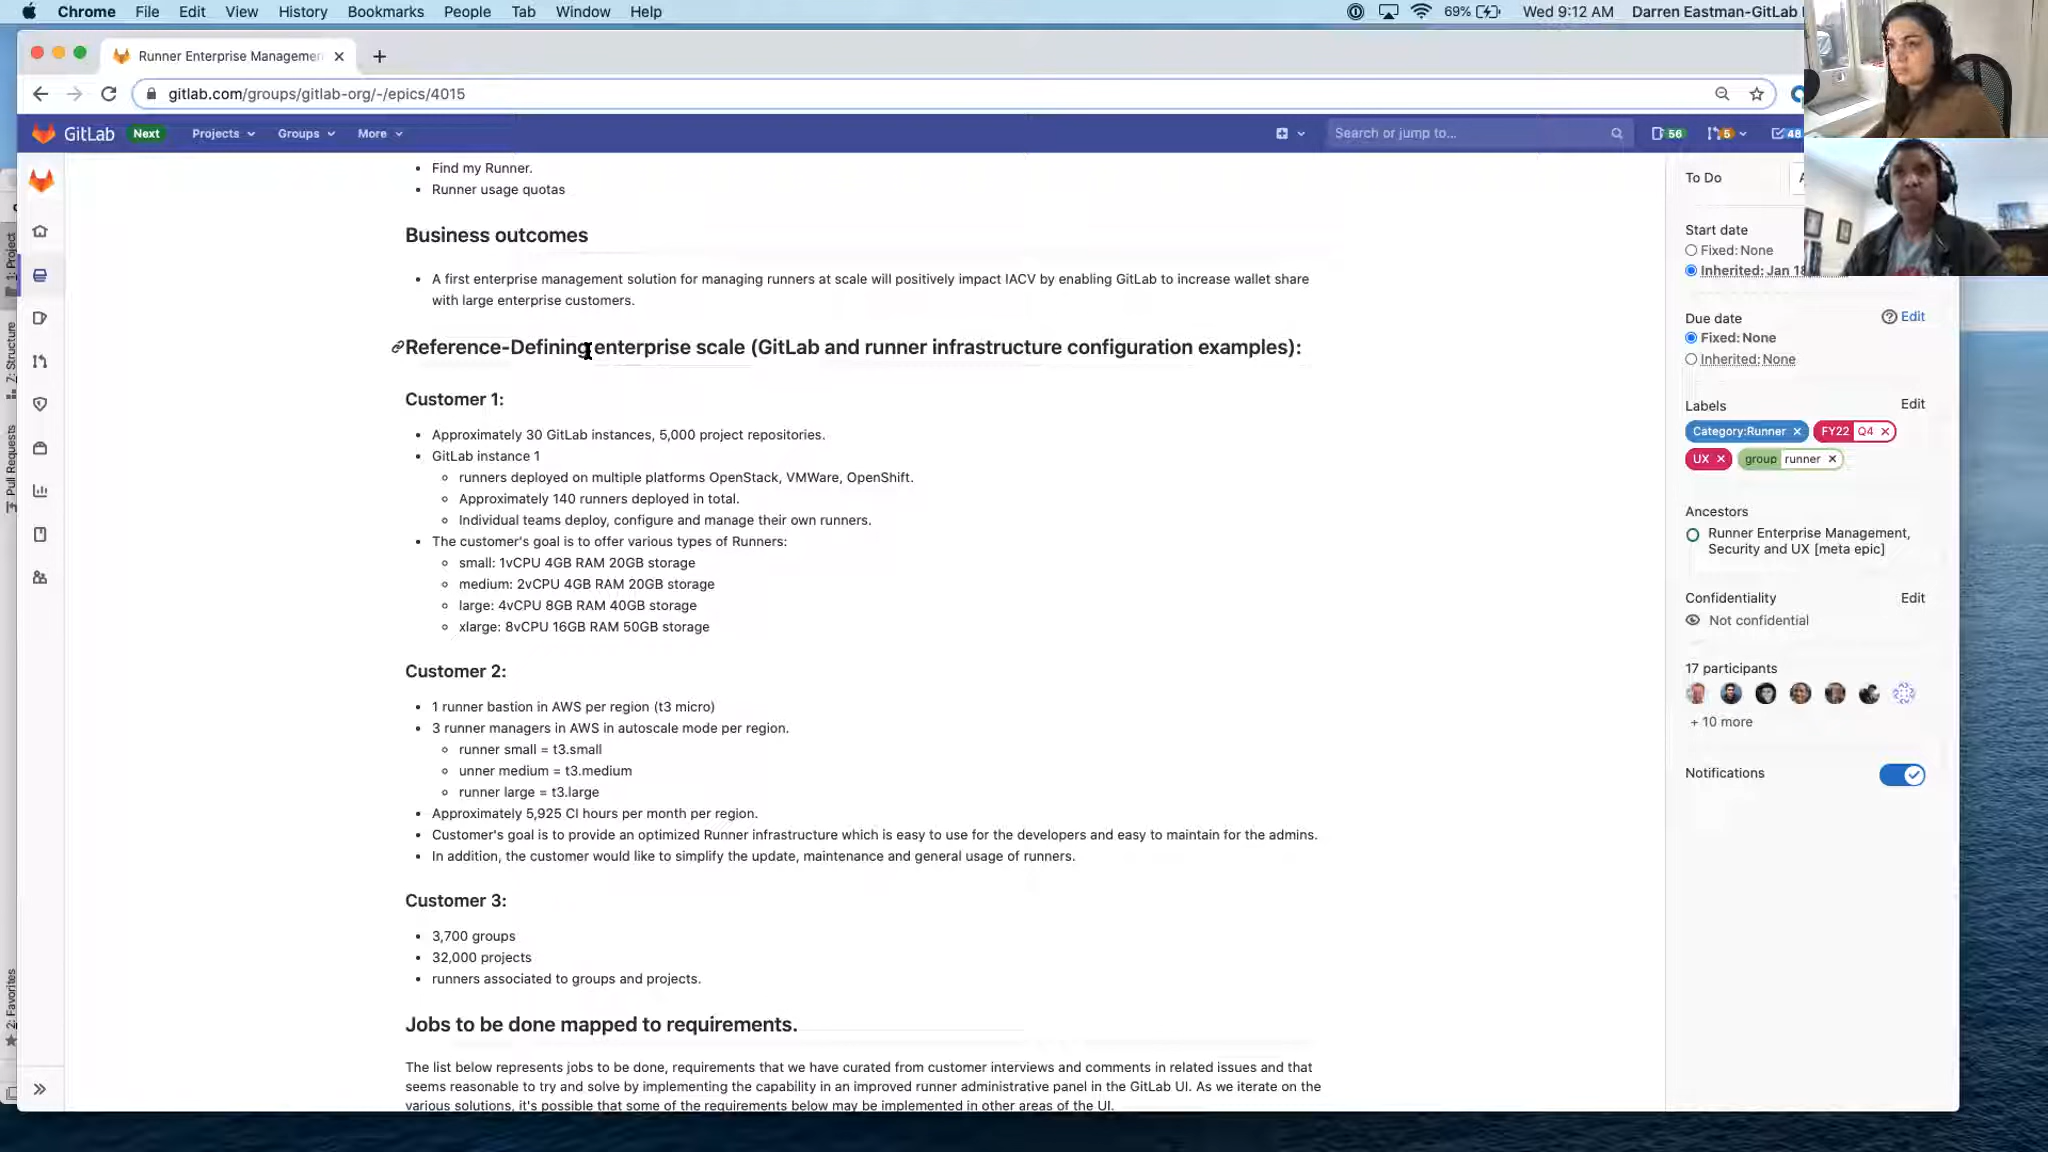 Chrome File Edit View History Bookmarks People Tab Window Help
69% Wed 9:12 AM Darren Eastman-GitLab
Runner Enterprise Managemen
gitlab.com/groups/gitlab-org/-/epics/4015
GitLab Next Projects Groups More Search or jump to... 56 5 48
1: Project
7: Structure
Pull Requests
2: Favorites
Find my Runner.
Runner usage quotas
Business outcomes
A first enterprise management solution for managing runners at scale will positively impact IACV by enabling GitLab to increase wallet share
with large enterprise customers.
Reference-Defining enterprise scale (GitLab and runner infrastructure configuration examples):
Customer 1:
Approximately 30 GitLab instances, 5,000 project repositories.
GitLab instance 1
runners deployed on multiple platforms OpenStack, VMWare, OpenShift.
Approximately 140 runners deployed in total.
Individual teams deploy, configure and manage their own runners.
The customer's goal is to offer various types of Runners:
small: 1vCPU 4GB RAM 20GB storage
medium: 2vCPU 4GB RAM 20GB storage
large: 4vCPU 8GB RAM 40GB storage
xlarge: 8vCPU 16GB RAM 50GB storage
Customer 2:
1 runner bastion in AWS per region (t3 micro)
3 runner managers in AWS in autoscale mode per region.
runner small = t3.small
unner medium = t3.medium
runner large = t3.large
Approximately 5,925 CI hours per month per region.
Customer's goal is to provide an optimized Runner infrastructure which is easy to use for the developers and easy to maintain for the admins.
In addition, the customer would like to simplify the update, maintenance and general usage of runners.
Customer 3:
3,700 groups
32,000 projects
runners associated to groups and projects.
Jobs to be done mapped to requirements.
The list below represents jobs to be done, requirements that we have curated from customer interviews and comments in related issues and that
seems reasonable to try and solve by implementing the capability in an improved runner administrative panel in the GitLab UI. As we iterate on the
various solutions, it's possible that some of the requirements below may be implemented in other areas of the UI.
To Do
Start date
Fixed: None
Inherited: Jan 18
Due date Edit
Fixed: None
Inherited: None
Labels Edit
Category:Runner FY22 Q4
UX group runner
Ancestors
Runner Enterprise Management,
Security and UX [meta epic]
Confidentiality Edit
Not confidential
17 participants
+ 10 more
Notifications